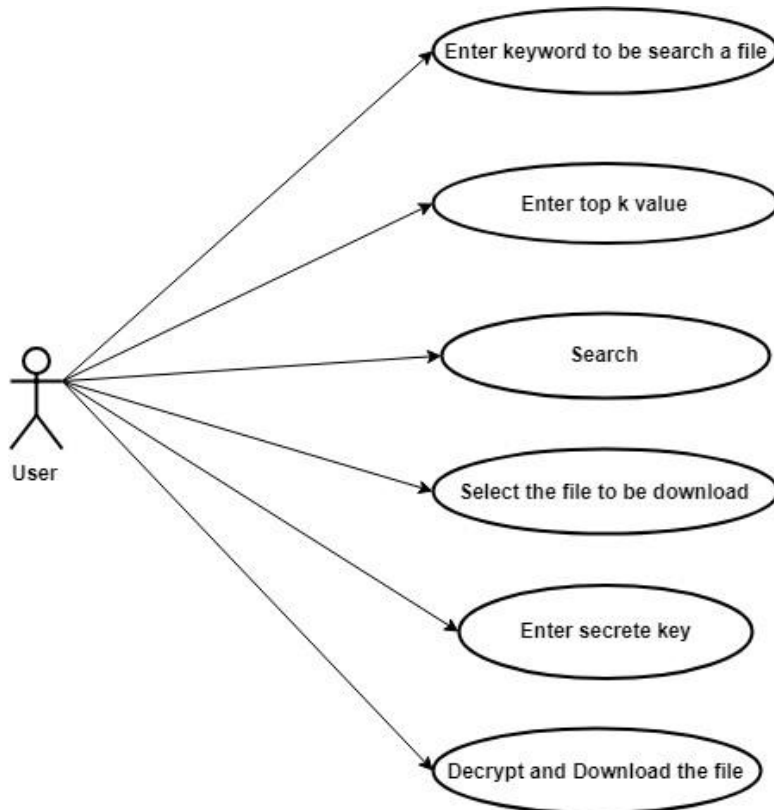 Enter keyword to be search a file
Enter top k value
Search
User
Select the file to be download
Enter secrete key
Decrypt and Download the file